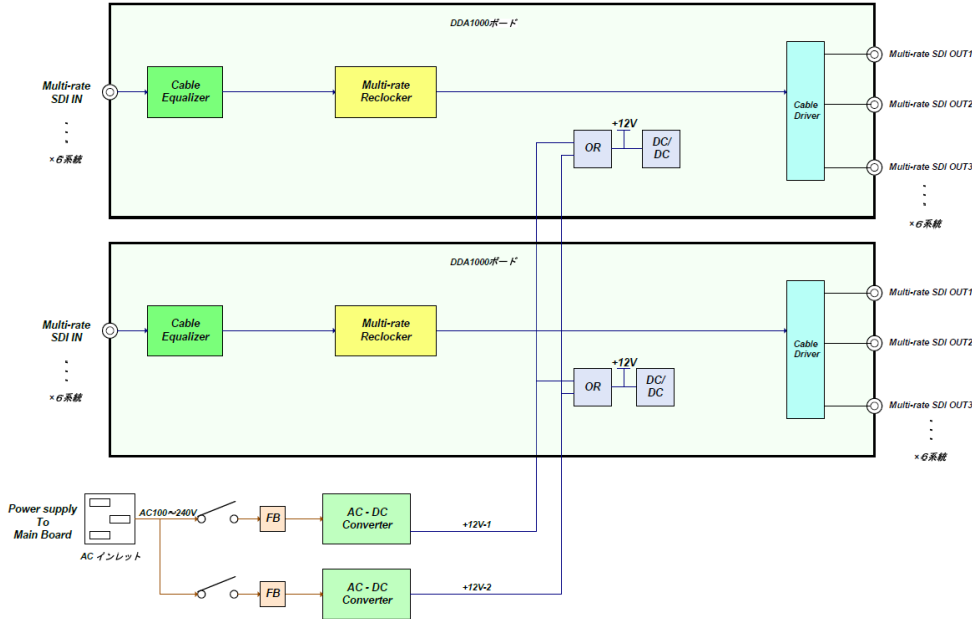 DDA1000ボード
Multi-rate
SDI IN
×6系統
Cable
Equalizer
Multi-rate
Reclocker
+12V
OR
DC/
DC
Cable
Driver
Multi-rate SDI OUT1
Multi-rate SDI OUT2
Multi-rate SDI OUT3
×6系統
DDA1000ボード
Multi-rate
SDI IN
×6系統
Cable
Equalizer
Multi-rate
Reclocker
+12V
OR
DC/
DC
Cable
Driver
Multi-rate SDI OUT1
Multi-rate SDI OUT2
Multi-rate SDI OUT3
×6系統
Power supply
To
Main Board
AC インレット
AC100～240V
FB
AC - DC
Converter
+12V-1
FB
AC - DC
Converter
+12V-2